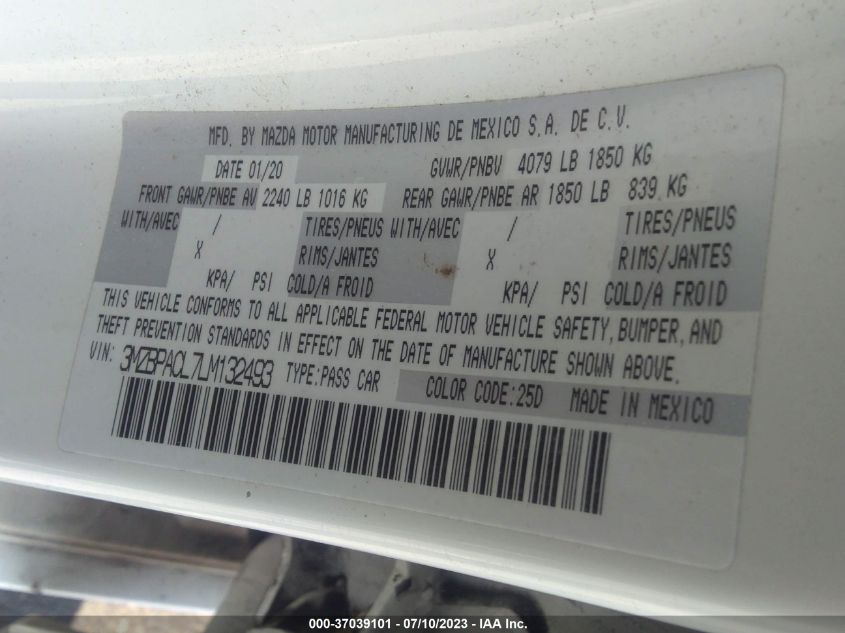 MFD. BY MAZDA MOTOR MANUFACTURING DE MEXICO S.A. DE C.V.
DATE 01/20 GVWR/PNBV 4079 LB 1850 KG
FRONT GAWR/PNBE AV 2240 LB 1016 KG REAR GAWR/PNBE AR 1850 LB 839 KG
WITH/AVEC / TIRES/PNEUS WITH/AVEC / TIRES/PNEUS
X RIMS/JANTES X RIMS/JANTES
KPA/ PSI COLD/A FROID KPA/ PSI COLD/A FROID
THIS VEHICLE CONFORMS TO ALL APPLICABLE FEDERAL MOTOR VEHICLE SAFETY, BUMPER, AND
THEFT PREVENTION STANDARDS IN EFFECT ON THE DATE OF MANUFACTURE SHOWN ABOVE.
VIN: 3MZBPACL7LM132493 TYPE:PASS CAR COLOR CODE:25D MADE IN MEXICO
000-37039101 - 07/10/2023 - IAA Inc.